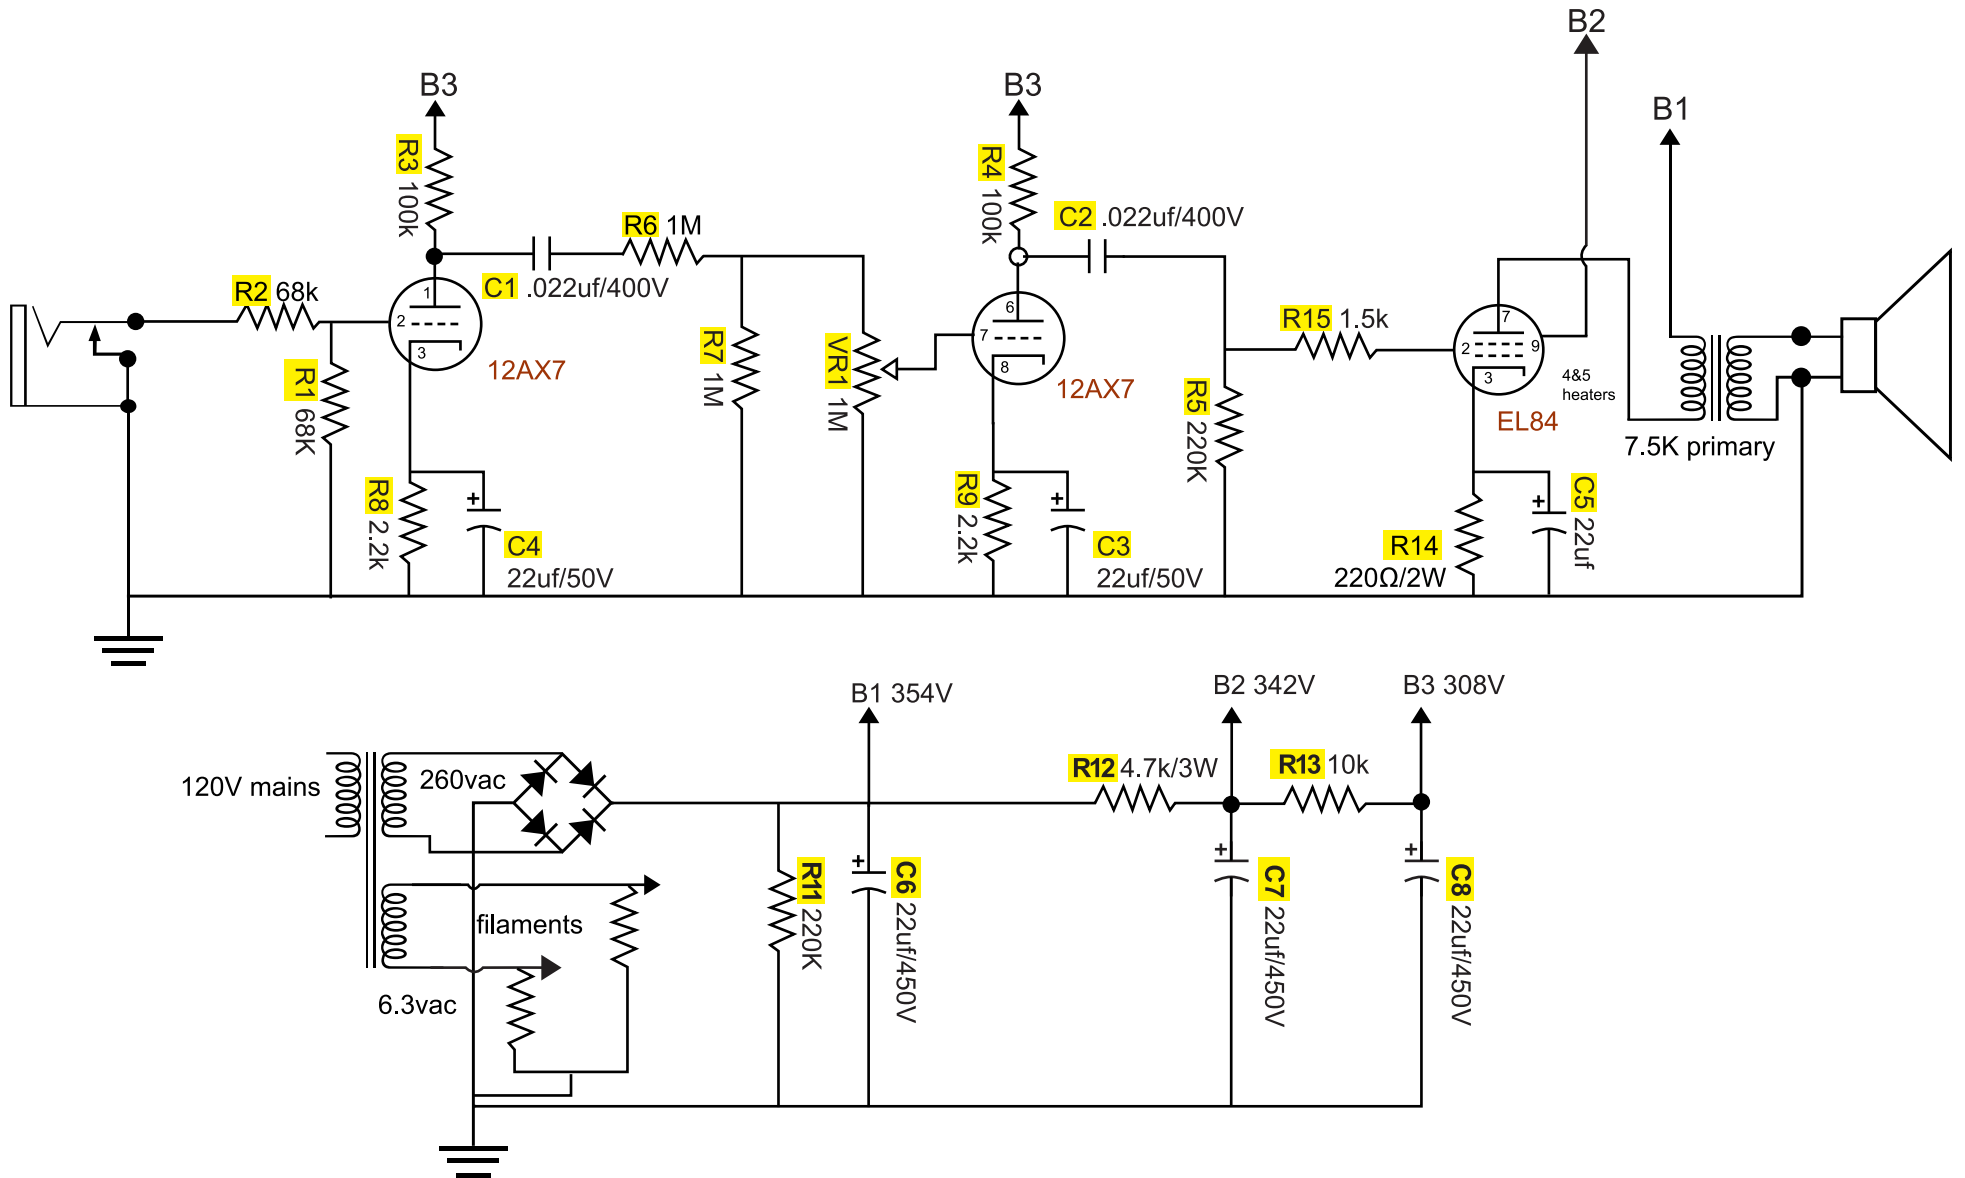 B2
B3
B3
B1
R3 100k
R4 100k
C2 .022uf/400V
R6 1M
C1 .022uf/400V
R2 68k
1
2
3
12AX7
R1 68K
R7 1M
VR1 1M
6
7
8
12AX7
R15 1.5k
7
2
9
3
4&5
heaters
EL84
R5 220K
7.5K primary
R8 2.2k
+
C4
22uf/50V
R9 2.2k
+
C3
22uf/50V
R14
220Ω/2W
+
C5 22uf
B1 354V
B2 342V
B3 308V
120V mains
260vac
R12 4.7k/3W
R13 10k
filaments
6.3vac
R11 220K
+
C6 22uf/450V
+
C7 22uf/450V
+
C8 22uf/450V